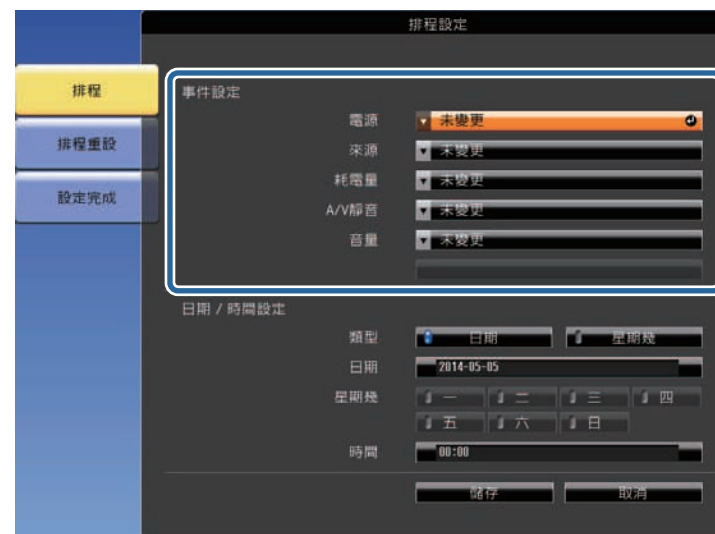 排程設定
排程
排程重設
設定完成
事件設定
電源 未變更
來源 未變更
耗電量 未變更
A/V靜音 未變更
音量 未變更
日期 / 時間設定
類型 日期 星期幾
日期 2014-05-05
星期幾 一 二 三 四
五 六 日
時間 00:00
儲存 取消